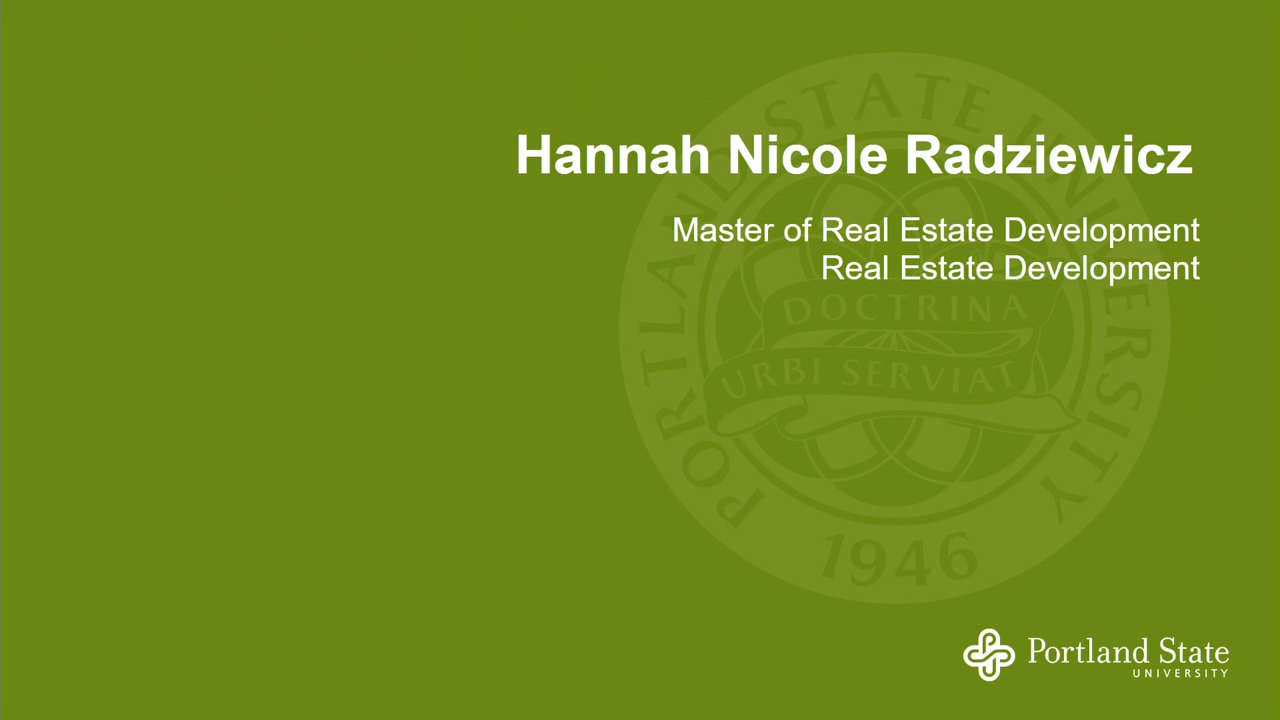 Hannah Nicole Radziewicz
Master of Real Estate Development
Real Estate Development
PORTLAND STATE UNIVERSITY
DOCTRINA
URBI SERVIAT
1946
Portland State
UNIVERSITY